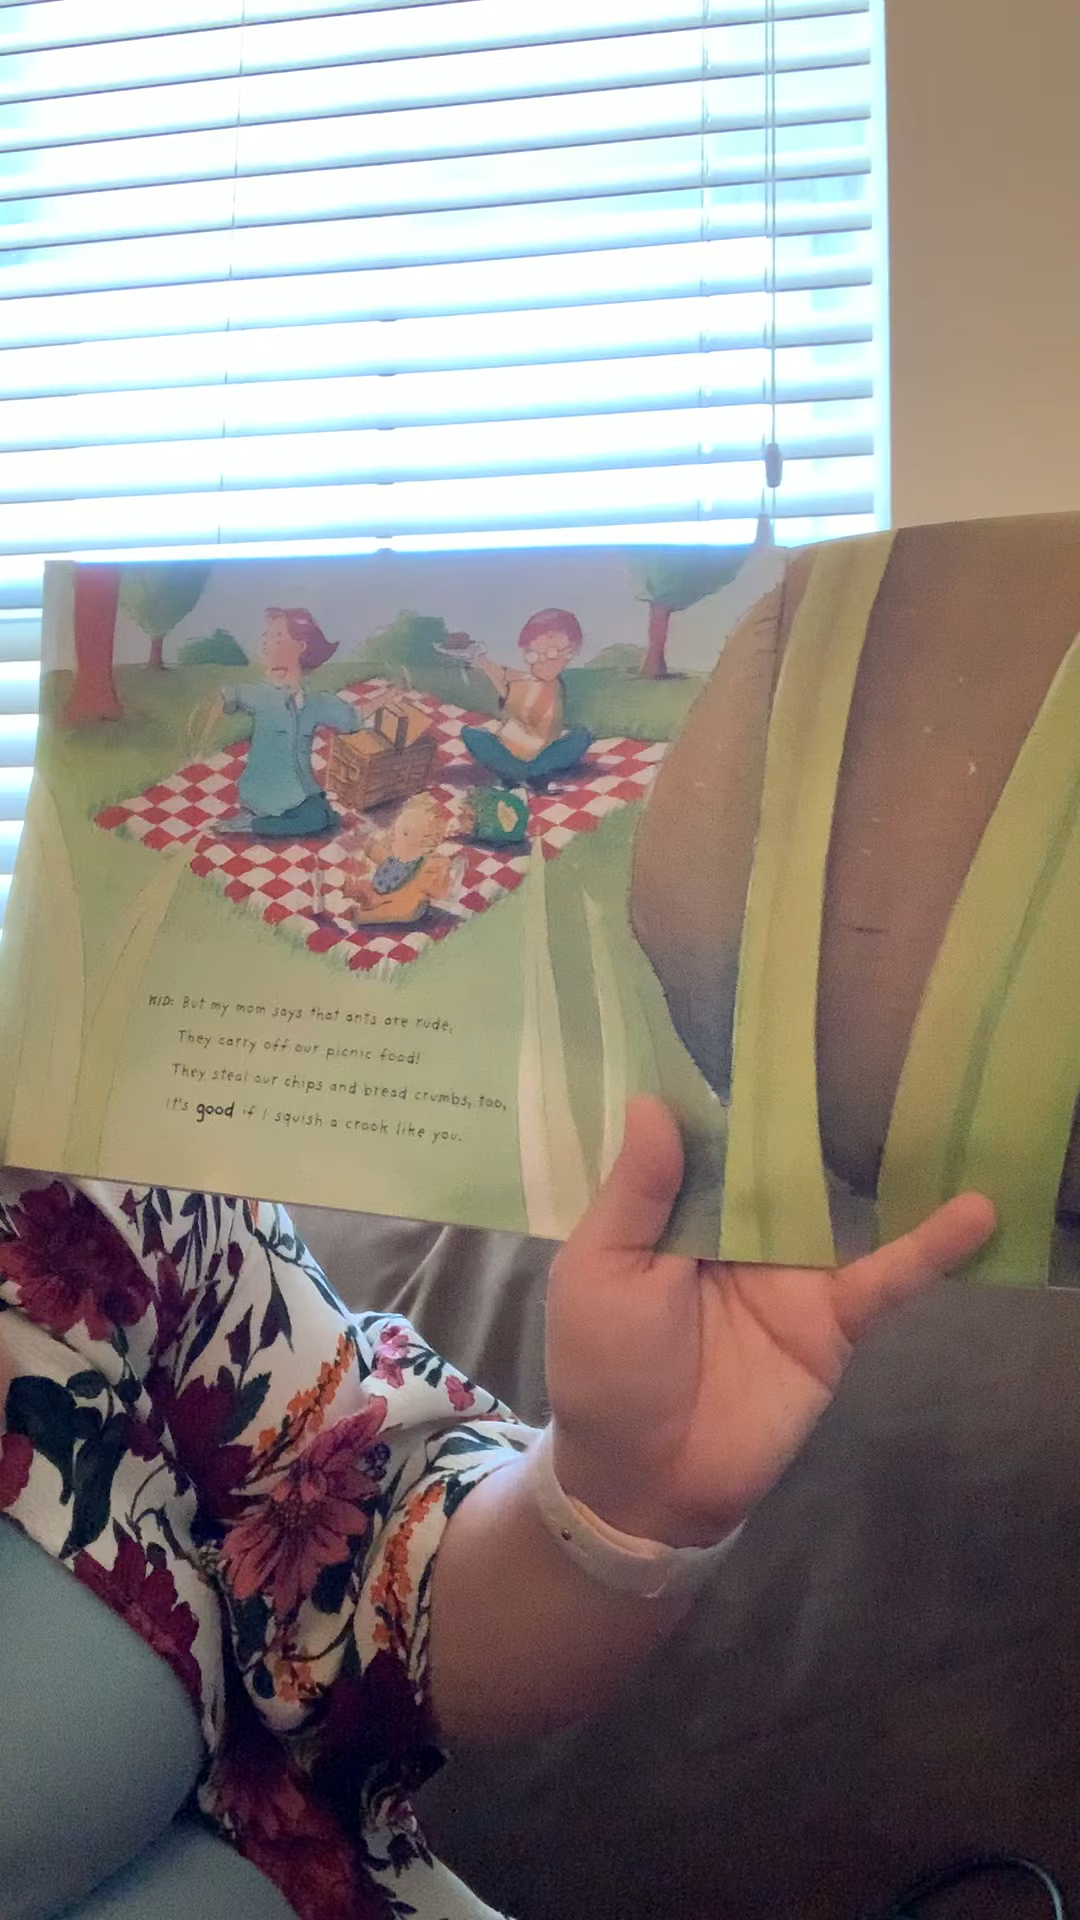 KID: But my mom says that ants are rude,
They carry off our picnic food!
They steal our chips and bread crumbs, too,
It's good if I squish a crook like you.